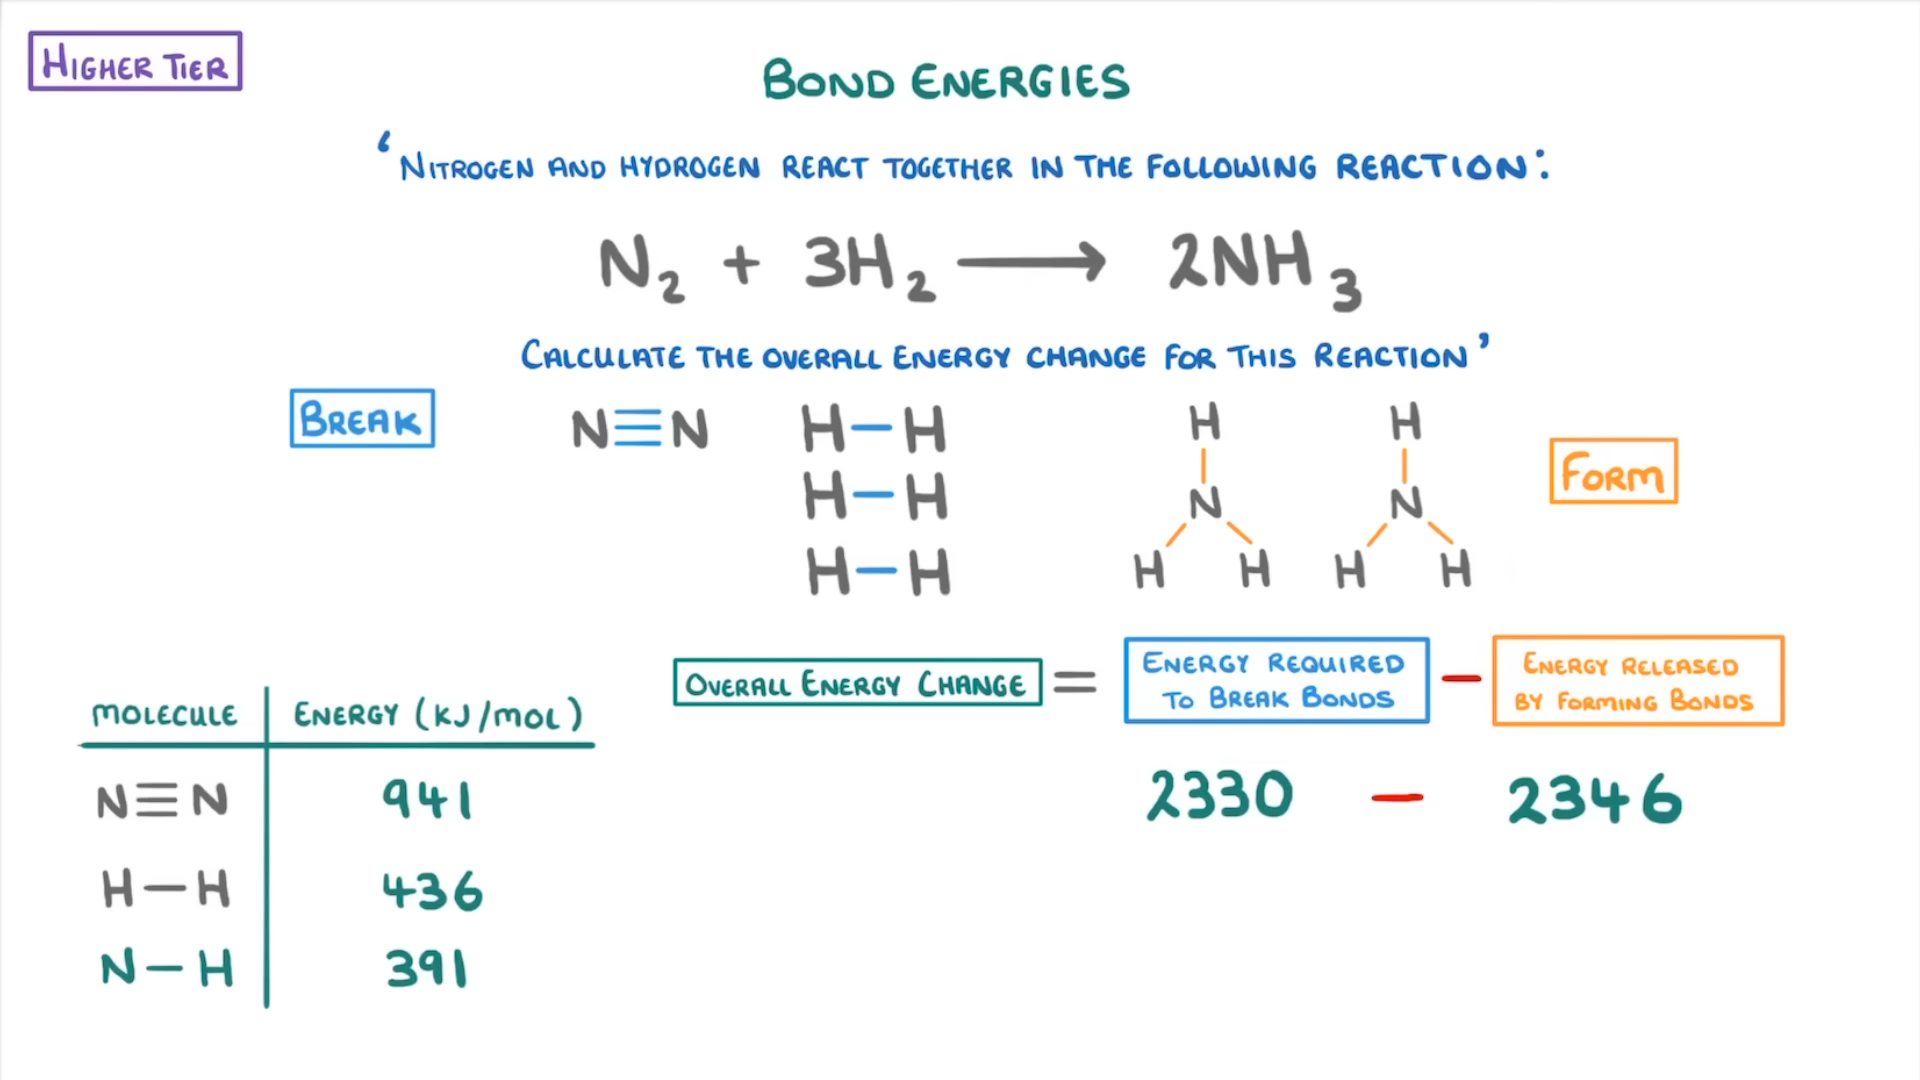 HIGHER TIER
BOND ENERGIES
‘NITROGEN AND HYDROGEN REACT TOGETHER IN THE FOLLOWING REACTION:
N₂ + 3H₂ ⟶ 2NH₃
CALCULATE THE OVERALL ENERGY CHANGE FOR THIS REACTION’
BREAK
N≡N
H—H
H—H
H—H
H
N
H H
H
N
H H
FORM
OVERALL ENERGY CHANGE =
ENERGY REQUIRED
TO BREAK BONDS
—
ENERGY RELEASED
BY FORMING BONDS
2330 — 2346
MOLECULE ENERGY (KJ/MOL)
N≡N 941
H—H 436
N—H 391